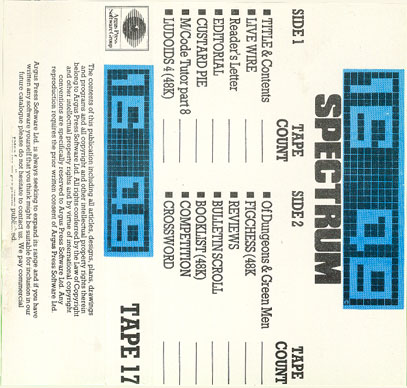 16/48
SPECTRUM
SIDE 1
TAPE COUNT
TITLE & Contents
LIVE WIRE
Reader's Letter
EDITORIAL
CUSTARD PIE
M/Code Tutor part 8
LUDOIDS 4 (48K)
SIDE 2
TAPE COUNT
Of Dungeons & Green Men
FIGCHESS (48K
REVIEWS
BULLETIN SCROLL
BOOKLIST (48K)
COMPETITION
CROSSWORD
Argus Press Software Group
16/48
TAPE 17
The contents of this publication including all articles, designs, plans, drawings
and programs and all copyright and other intellectual property rights therein
belong to Argus Press Software Ltd. All rights conferred by the Law of Copyright
and other intellectual property rights and by virtue of international copyright
conventions are specifically reserved to Argus Press Software Ltd. Any
reproduction requires the prior written consent of Argus Press Software Ltd.
Argus Press Software Ltd. is always seeking to expand its range and if you have
written any software yourself that you think might be suitable for inclusion in our
future catalogue please do not hesitate to contact us. We pay commercial